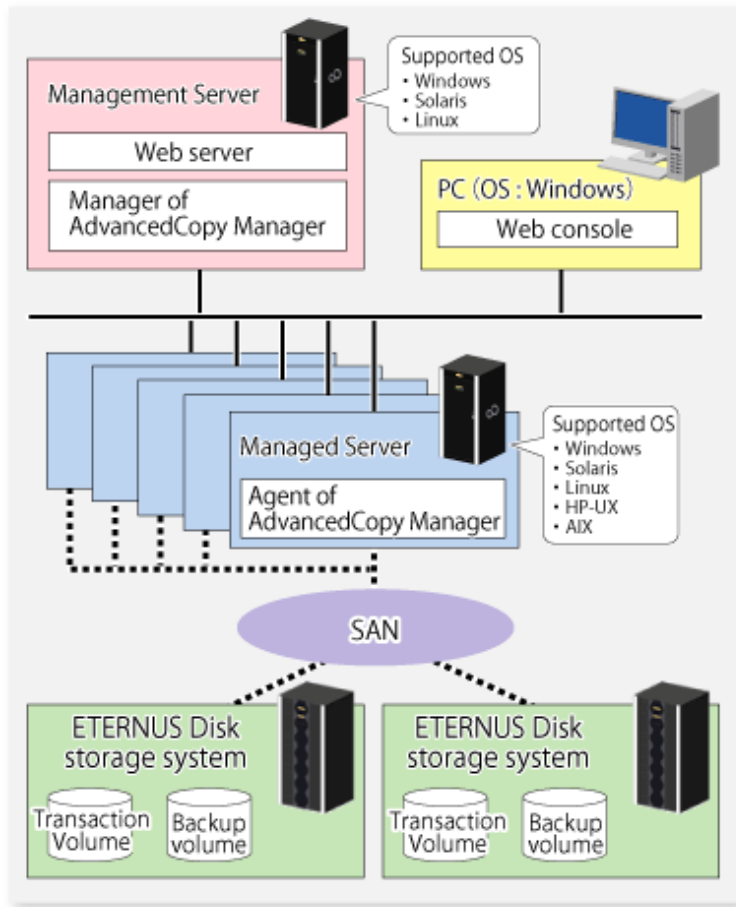 Management Server
Web server
Manager of
AdvancedCopy Manager
Supported OS
・Windows
・Solaris
・Linux
PC (OS : Windows)
Web console
Managed Server
Agent of
AdvancedCopy Manager
Supported OS
・Windows
・Solaris
・Linux
・HP-UX
・AIX
SAN
ETERNUS Disk
storage system
Transaction
Volume
Backup
volume
ETERNUS Disk
storage system
Transaction
Volume
Backup
volume